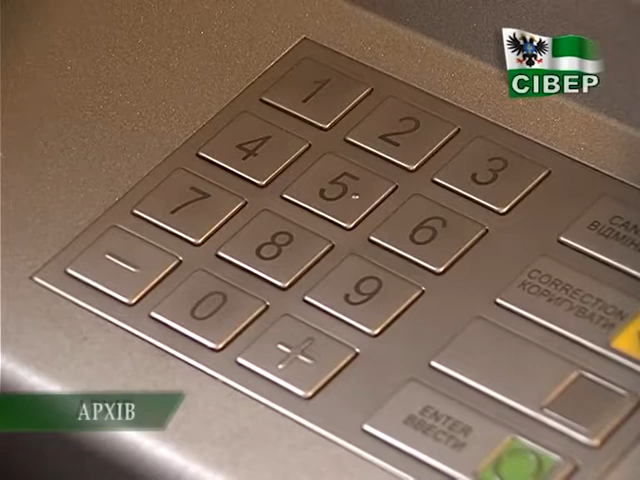 СІВЕР
1 2 3
4 5 6
7 8 9
- 0 +
CORRECTION
КОРИГУВАТИ
ENTER
ВВЕСТИ
АРХІВ